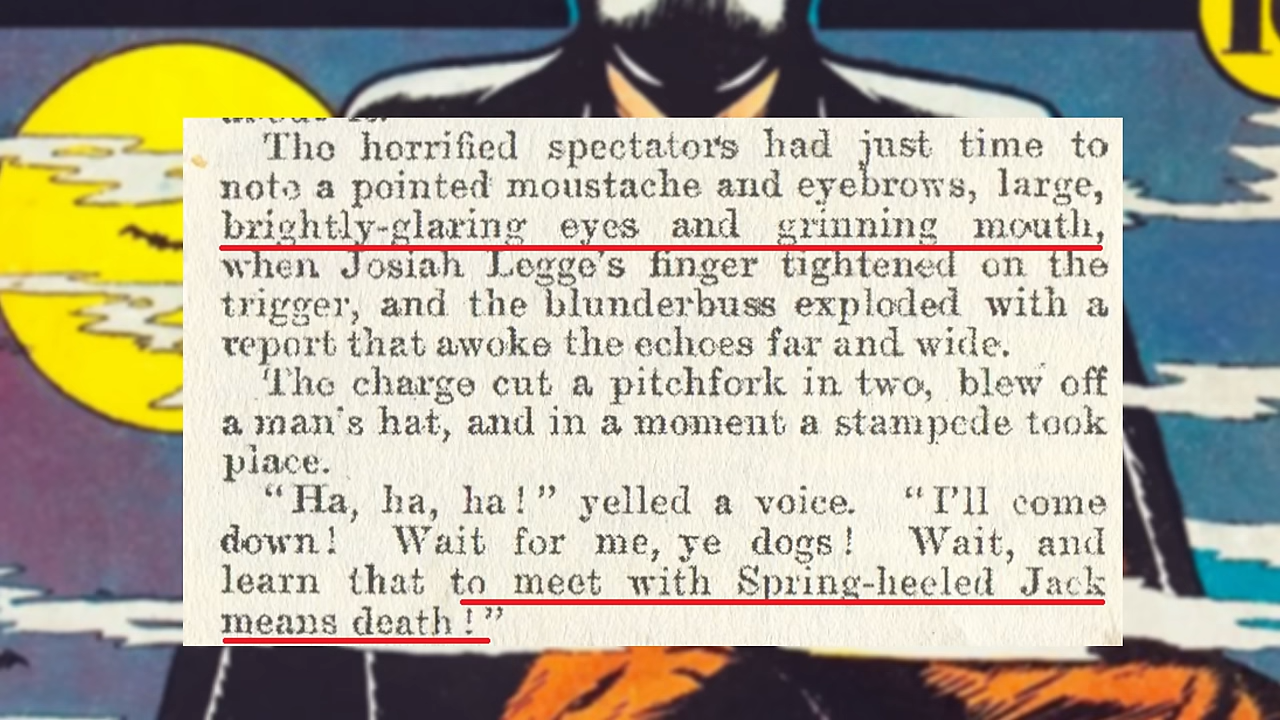 The horrified spectators had just time to
note a pointed moustache and eyebrows, large,
brightly-glaring eyes and grinning mouth,
when Josiah Legge's finger tightened on the
trigger, and the blunderbuss exploded with a
report that awoke the echoes far and wide.
The charge cut a pitchfork in two, blew off
a man's hat, and in a moment a stampede took
place.
“Ha, ha, ha!” yelled a voice. “I'll come
down! Wait for me, ye dogs! Wait, and
learn that to meet with Spring-heeled Jack
means death!”